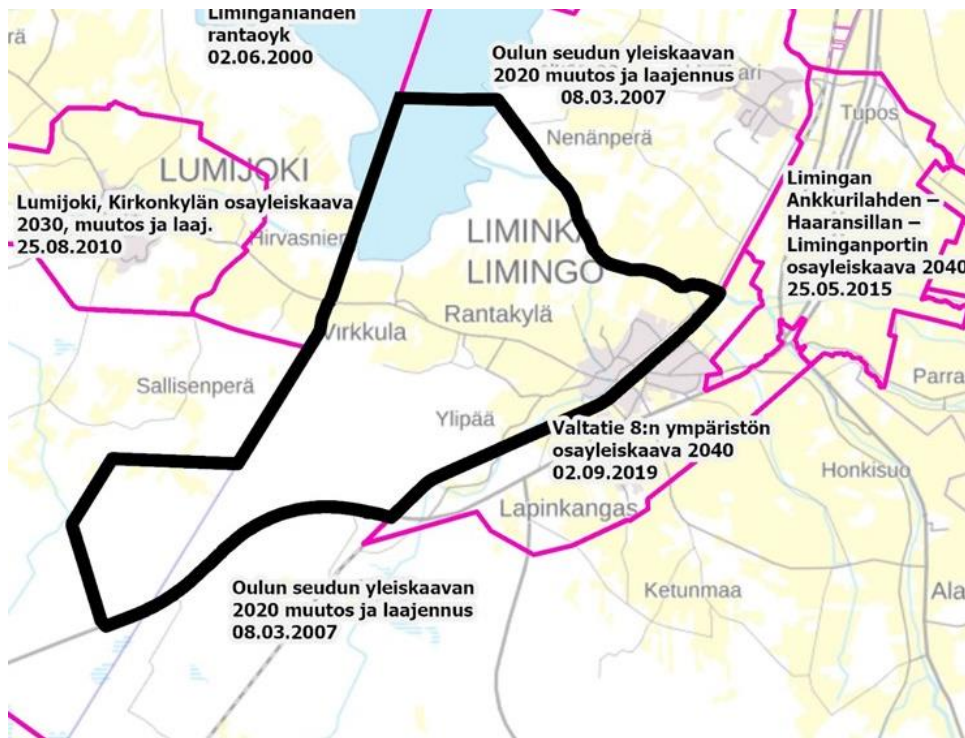 Liminganlahden
rantaoyk
02.06.2000
Oulun seudun yleiskaavan
2020 muutos ja laajennus
08.03.2007
Nenänperä
Tupos
LUMIJOKI
Lumijoki, Kirkonkylän osayleiskaava
2030, muutos ja laaj.
25.08.2010
Hirvasniem
LIMINKA
LIMINGO
Limingan
Ankkurilahden –
Haaransillan –
Liminganportin
osayleiskaava 2040
25.05.2015
Rantakylä
Virkkula
Sallisenperä
Ylipää
Parra
Valtatie 8:n ympäristön
osayleiskaava 2040
02.09.2019
Honkisuo
Lapinkangas
Oulun seudun yleiskaavan
2020 muutos ja laajennus
08.03.2007
Ketunmaa
Ala